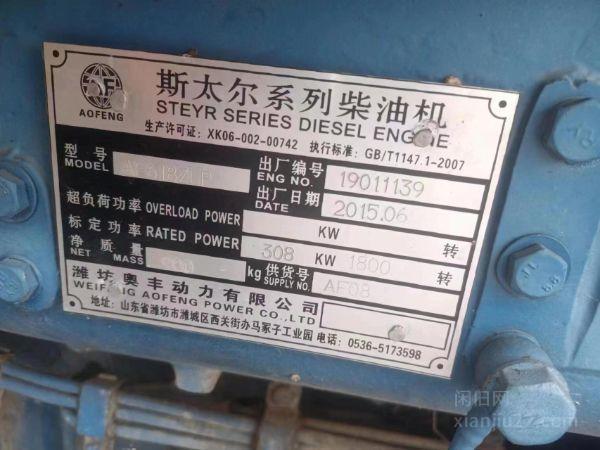 斯太尔系列柴油机
AOFENG
STEYR SERIES DIESEL ENGINE
生产许可证: XK06-002-00742 执行标准: GB/T1147.1-2007
型号 MODEL
出厂编号 ENG NO. 19011139
出厂日期 DATE 2015.06
超负荷功率 OVERLOAD POWER KW 转
标定功率 RATED POWER 308 KW 1800 转
净质量 NET MASS kg 供货号 SUPPLY NO. AF08
潍坊奥丰动力有限公司
WEIFANG AOFENG POWER CO.,LTD
地址: 山东省潍坊市潍城区西关街办马冢子工业园 电话: 0536-5173598
闲旧网
xianjiu27.com